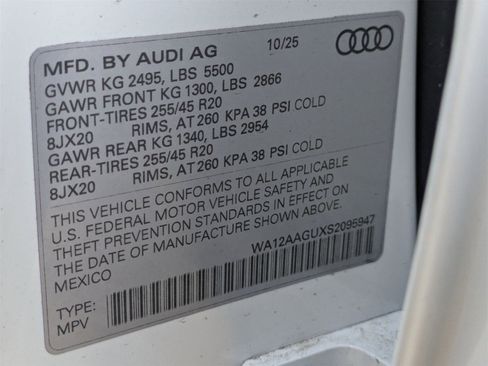 MFD. BY AUDI AG 10/25
GVWR KG 2495, LBS 5500
GAWR FRONT KG 1300, LBS 2866
FRONT-TIRES 255/45 R20
8JX20 RIMS, AT 260 KPA 38 PSI COLD
GAWR REAR KG 1340, LBS 2954
REAR-TIRES 255/45 R20
8JX20 RIMS, AT 260 KPA 38 PSI COLD
THIS VEHICLE CONFORMS TO ALL APPLICABLE
U.S. FEDERAL MOTOR VEHICLE SAFETY AND
THEFT PREVENTION STANDARDS IN EFFECT ON
THE DATE OF MANUFACTURE SHOWN ABOVE.
MEXICO
WA12AAGUXS2095947
TYPE:
MPV